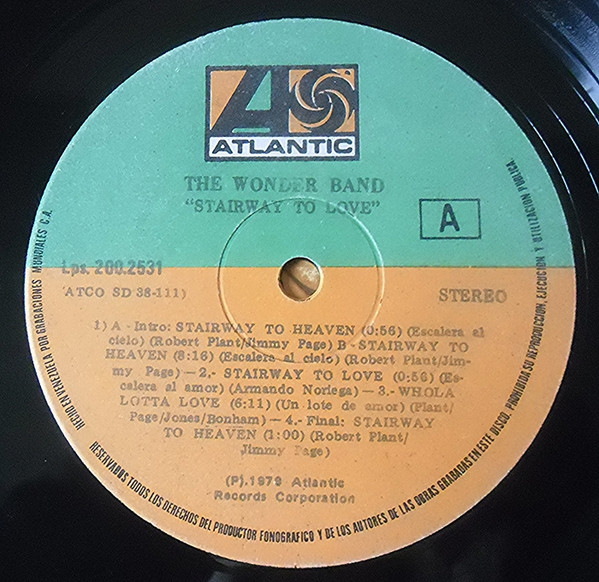 ATLANTIC
THE WONDER BAND
"STAIRWAY TO LOVE"
A
Lps. 200.2531
ATCO SD 38-111)
STEREO
1) A - Intro: STAIRWAY TO HEAVEN (0:56) (Escalera al
cielo) (Robert Plant/Jimmy Page) B - STAIRWAY TO
HEAVEN (8:16) (Escalera al cielo) (Robert Plant/Jim-
my Page) — 2.- STAIRWAY TO LOVE (0:56) (Es-
calera al amor) (Armando Noriega) — 3.- WHOLA
LOTTA LOVE (6:11) (Un lote de amor) (Plant/
Page/Jones/Bonham) — 4.- Final: STAIRWAY
TO HEAVEN (1:00) (Robert Plant/
Jimmy Page)
(P).1979 Atlantic
Records Corporation
HECHO EN VENEZUELA POR GRABACIONES MUNDIALES C.A.
RESERVADOS TODOS LOS DERECHOS DEL PRODUCTOR FONOGRAFICO Y DE LOS AUTORES DE LAS OBRAS GRABADAS EN ESTE DISCO. PROHIBIDA SU REPRODUCCION, EJECUCION Y UTILIZACION PUBLICA.